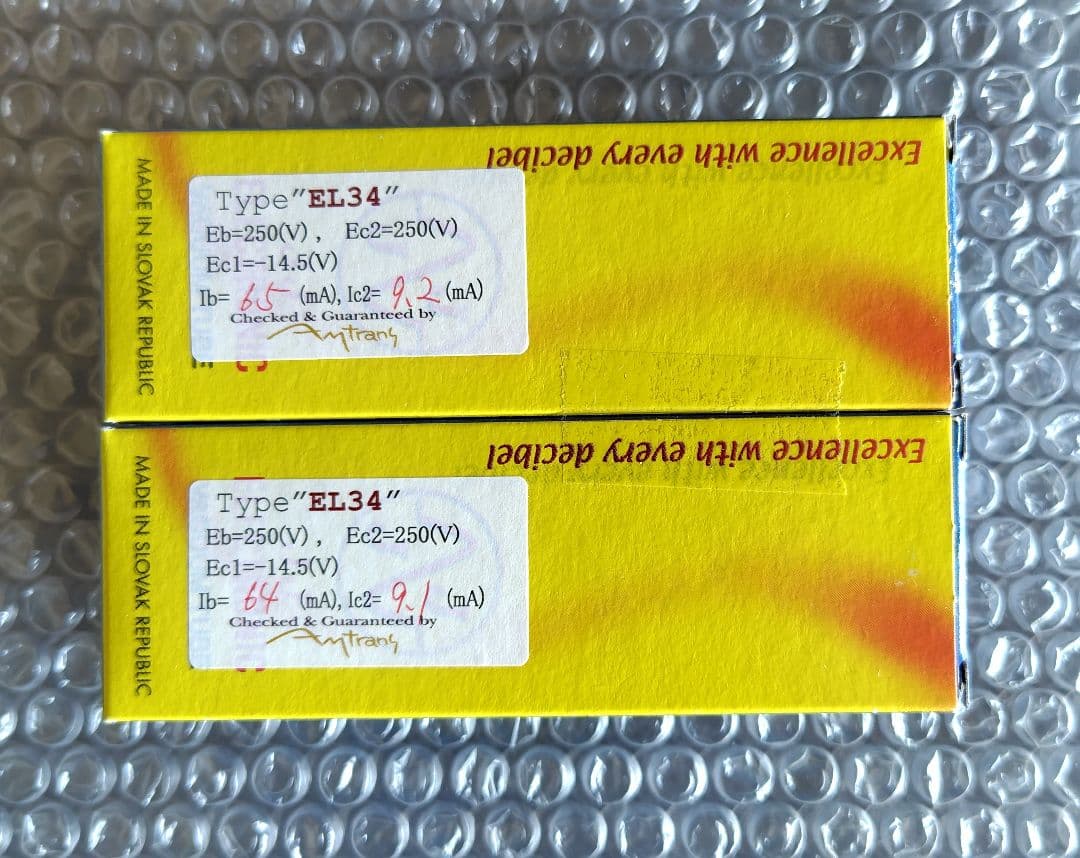 Excellence with every decibel
MADE IN SLOVAK REPUBLIC
Type"EL34"
Eb=250(V), Ec2=250(V)
Ec1=-14.5(V)
Ib= 65 (mA), Ic2= 9.2 (mA)
Checked & Guaranteed by
Amtrans
Excellence with every decibel
MADE IN SLOVAK REPUBLIC
Type"EL34"
Eb=250(V), Ec2=250(V)
Ec1=-14.5(V)
Ib= 64 (mA), Ic2= 9.1 (mA)
Checked & Guaranteed by
Amtrans